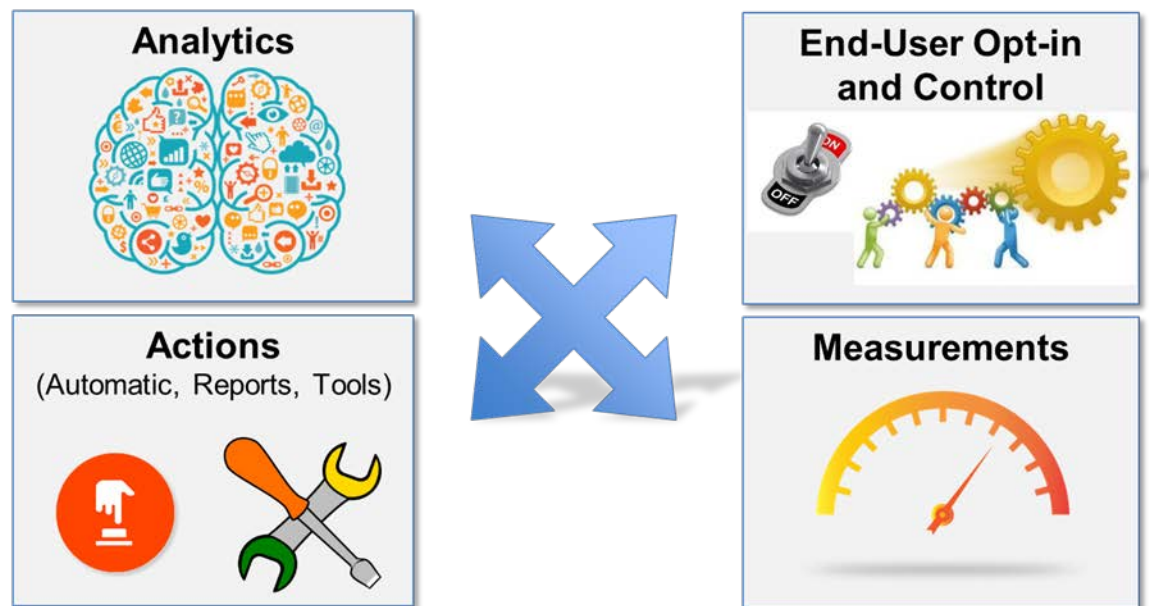 Analytics
End-User Opt-in
and Control
ON
OFF
Actions
(Automatic, Reports, Tools)
Measurements